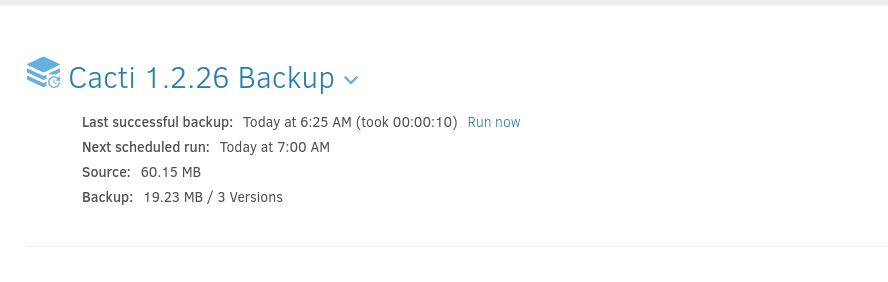 Cacti 1.2.26 Backup
Last successful backup: Today at 6:25 AM (took 00:00:10) Run now
Next scheduled run: Today at 7:00 AM
Source: 60.15 MB
Backup: 19.23 MB / 3 Versions